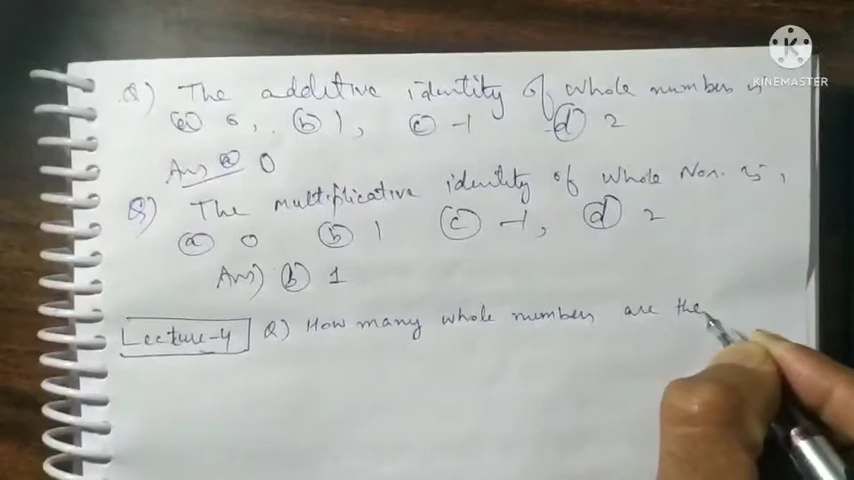 KINEMASTER
Q) The additive identity of whole numbers is
(a) 0, (b) 1, (c) -1 (d) 2
Ans (a) 0
Q) The multiplicative identity of whole Non. is,
(a) 0 (b) 1 (c) -1, (d) 2
Ans) (b) 1
Lecture-4 Q) How many whole numbers are the